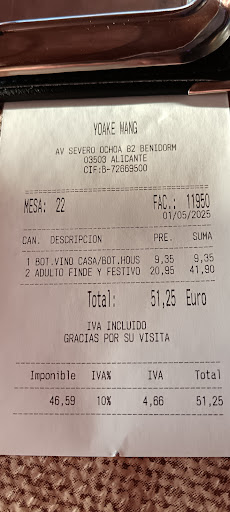 YOAKE WANG
AV SEVERO OCHOA 82 BENIDORM
03503 ALICANTE
CIF:B-72669500
MESA: 22 FAC.: 11950
01/05/2025
CAN. DESCRIPCION PRE. SUMA
1 BOT.VINO CASA/BOT.HOUS 9,35 9,35
2 ADULTO FINDE Y FESTIVO 20,95 41,90
Total: 51,25 Euro
IVA INCLUIDO
GRACIAS POR SU VISITA
Imponible IVA% IVA Total
46,59 10% 4,66 51,25